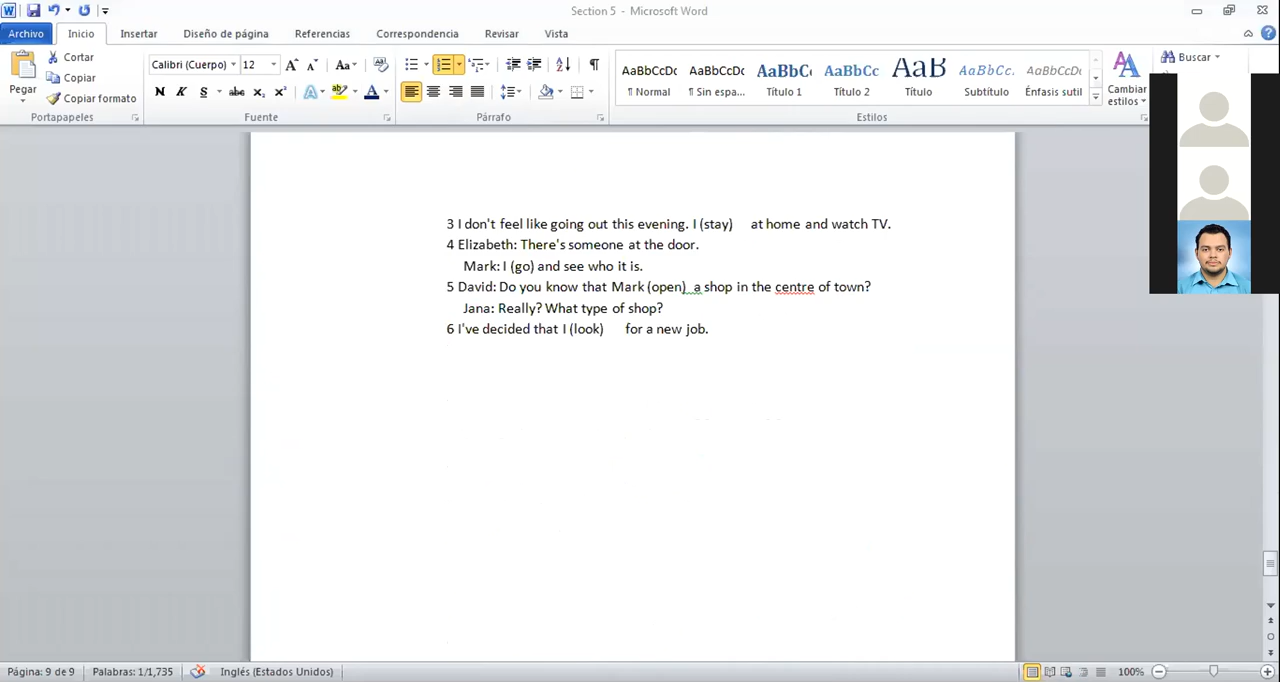 Section 5 - Microsoft Word
Archivo Inicio Insertar Diseño de página Referencias Correspondencia Revisar Vista
Pegar
Cortar
Copiar
Copiar formato
Portapapeles
Calibri (Cuerpo) 12
N K S abc x₂ x²
Fuente
Párrafo
AaBbCcDc AaBbCcDc AaBbC( AaBbCc AaB AaBbCc. AaBbCcDc
¶ Normal ¶ Sin espa... Título 1 Título 2 Título Subtítulo Énfasis sutil
Cambiar
estilos
Estilos
Buscar
3 I don't feel like going out this evening. I (stay) at home and watch TV.
4 Elizabeth: There's someone at the door.
Mark: I (go) and see who it is.
5 David: Do you know that Mark (open) a shop in the centre of town?
Jana: Really? What type of shop?
6 I've decided that I (look) for a new job.
Página: 9 de 9 Palabras: 1/1,735 Inglés (Estados Unidos) 100%